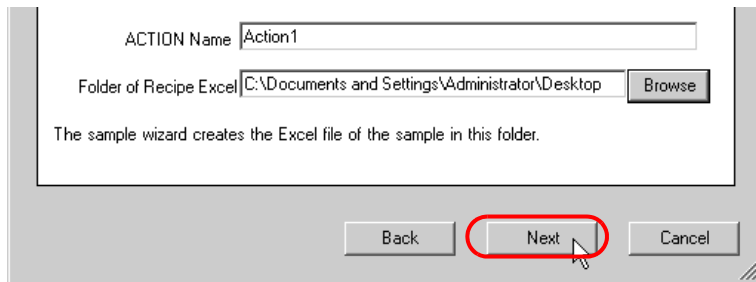 ACTION Name Action1
Folder of Recipe Excel C:\Documents and Settings\Administrator\Desktop Browse
The sample wizard creates the Excel file of the sample in this folder.
Back Next Cancel